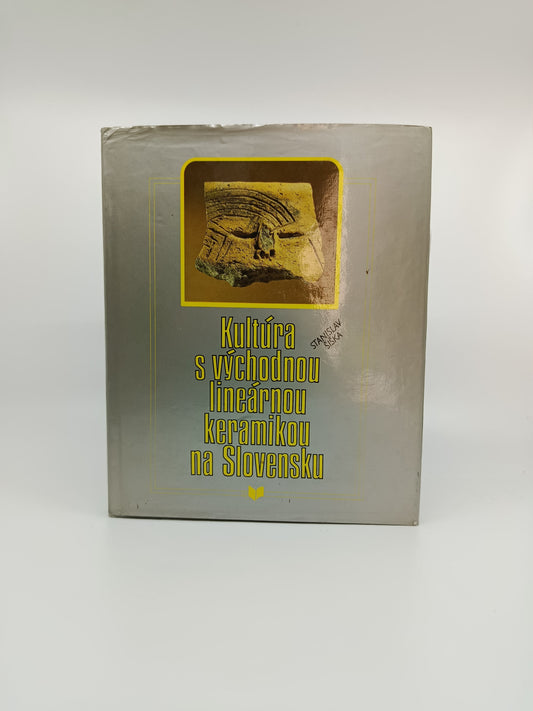 Kultúra
s východnou
lineárnou
keramikou
na Slovensku
STANISLAV
ŠIŠKA